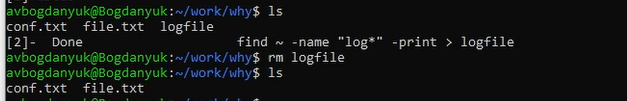 avbogdanyuk@Bogdanyuk:~/work/why$ ls
conf.txt  file.txt  logfile
[2]-  Done                    find ~ -name "log*" -print > logfile
avbogdanyuk@Bogdanyuk:~/work/why$ rm logfile
avbogdanyuk@Bogdanyuk:~/work/why$ ls
conf.txt  file.txt